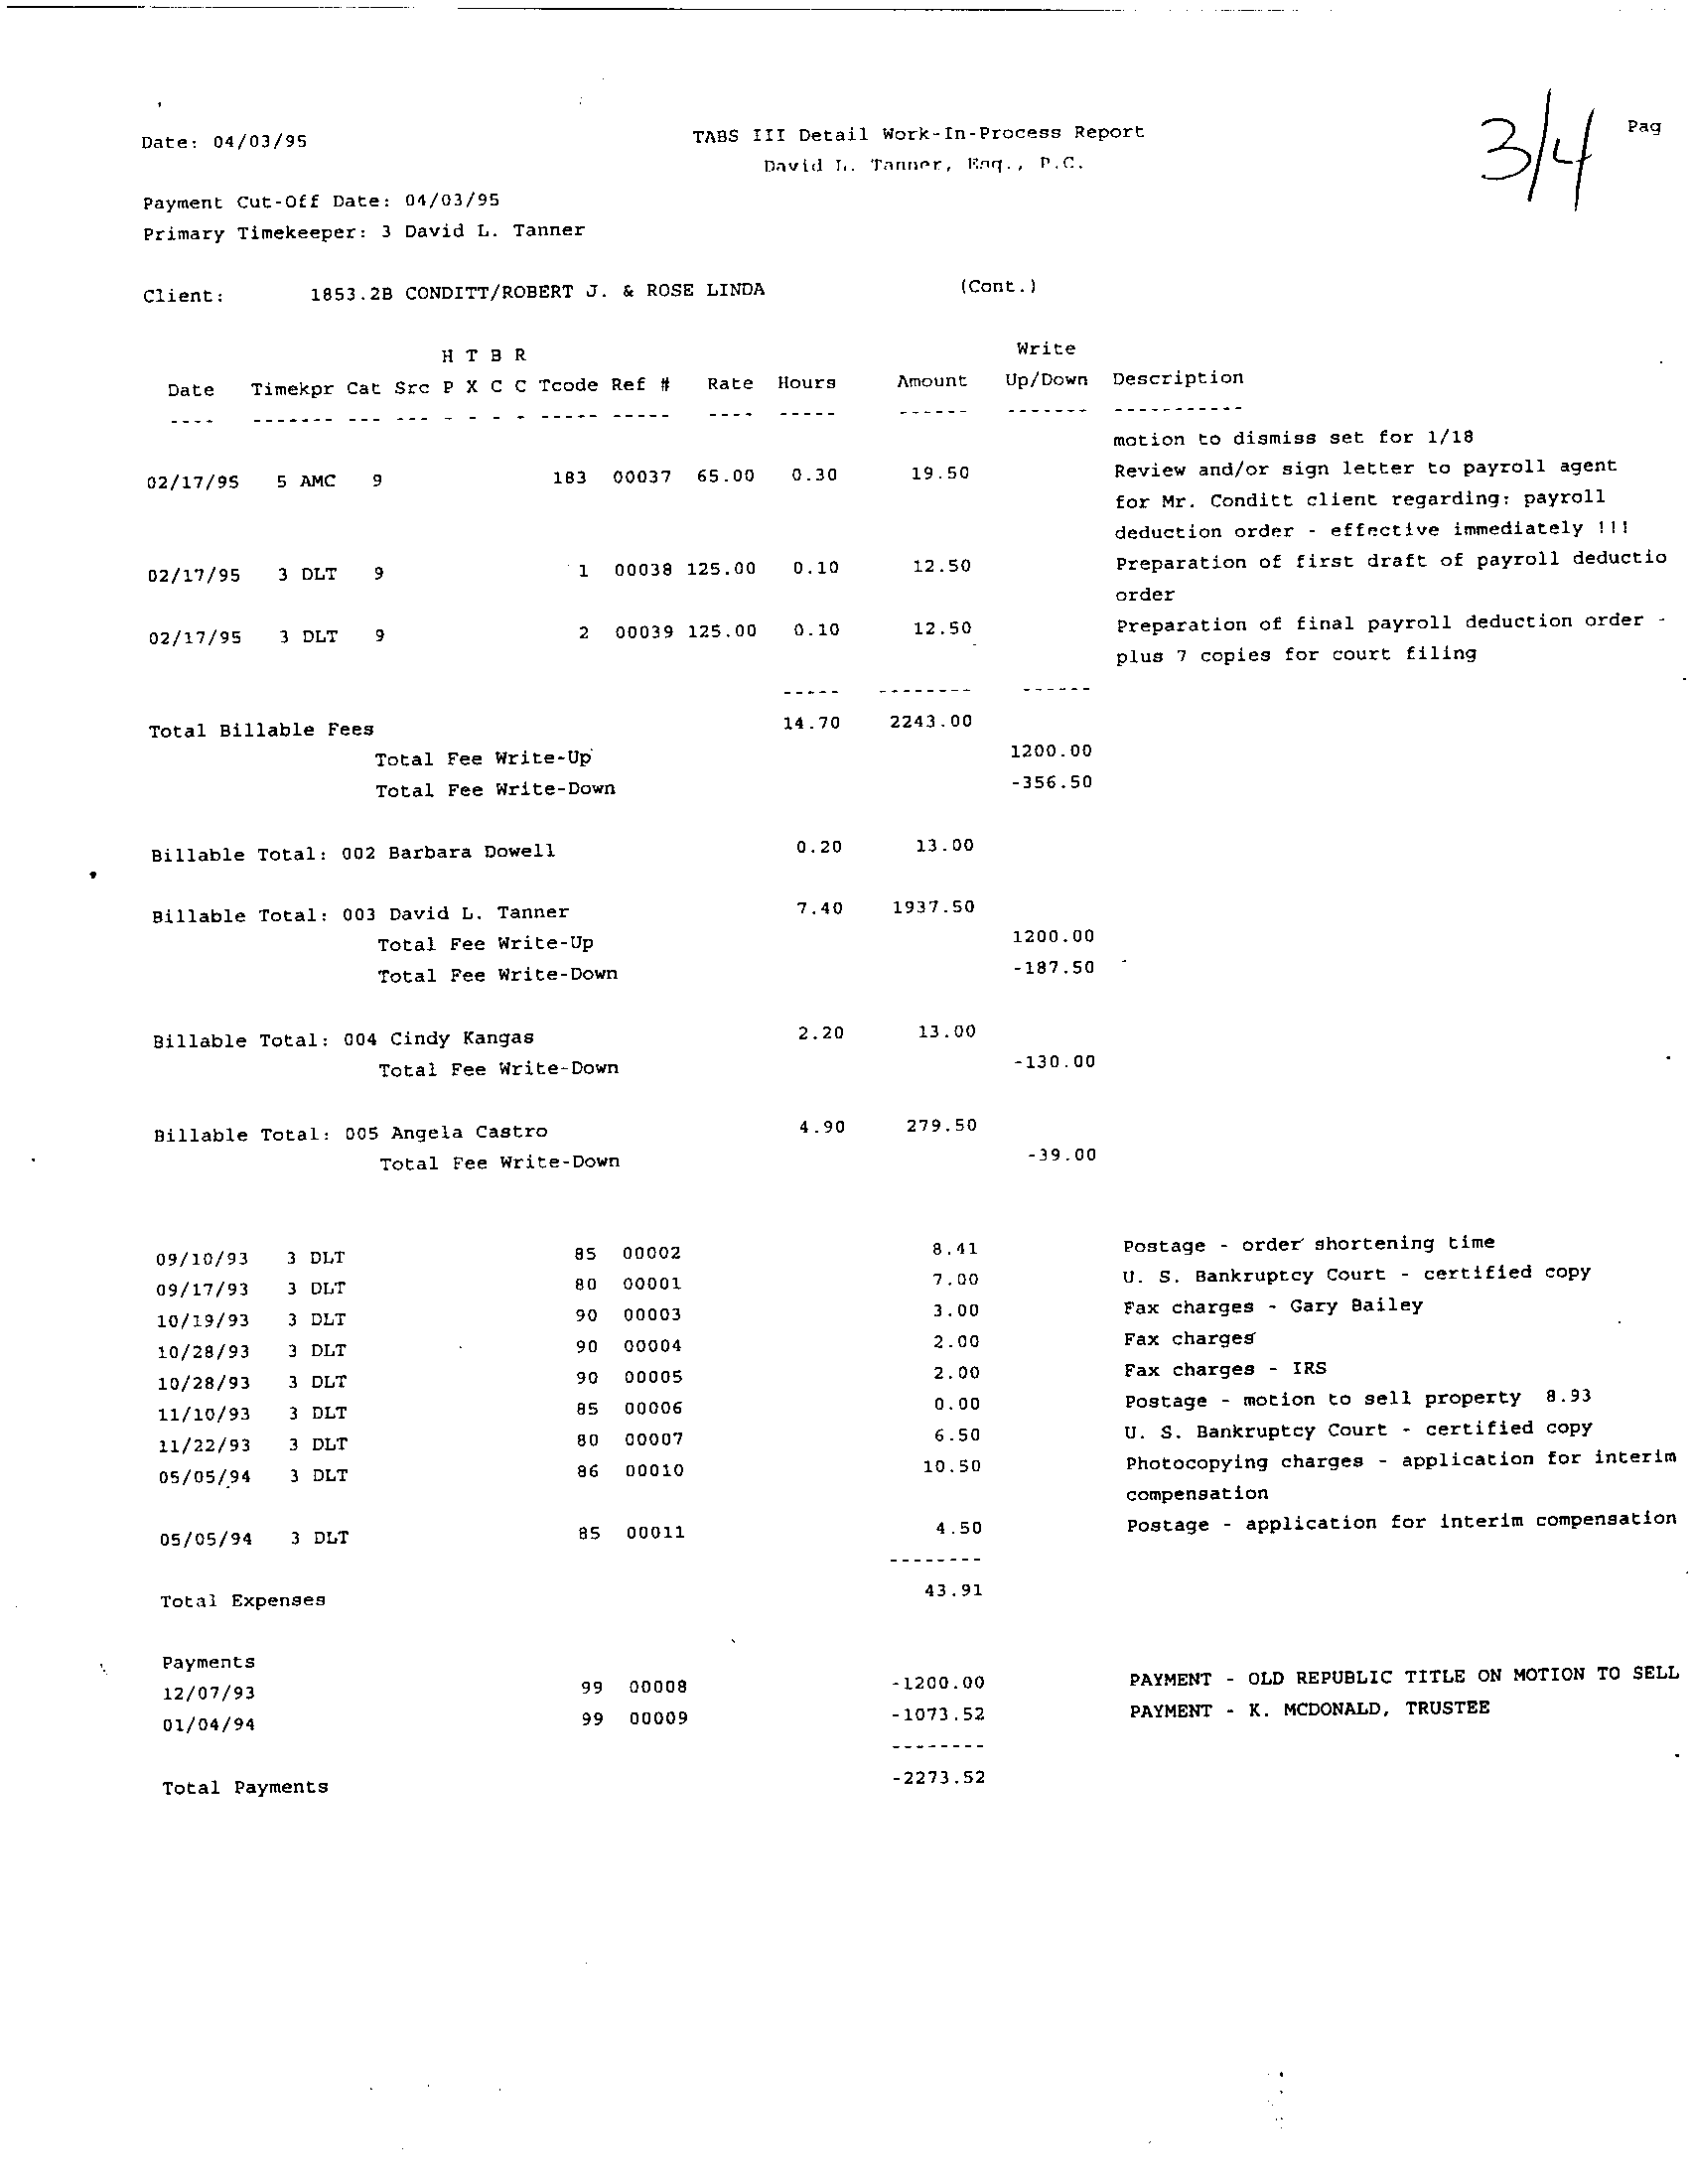 Date: 04/03/95 TABS III Detail Work-In-Process Report 3/4 Pag
David L. Tanner, Esq., P.C.
Payment Cut-Off Date: 04/03/95
Primary Timekeeper: 3 David L. Tanner
Client: 1853.2B CONDITT/ROBERT J. & ROSE LINDA (Cont.)
H T B R Write
Date Timekpr Cat Src P X C C Tcode Ref # Rate Hours Amount Up/Down Description
---- ------- --- --- - - - - ----- ----- ---- ----- ------ ------- -----------
motion to dismiss set for 1/18
02/17/95 5 AMC 9 183 00037 65.00 0.30 19.50 Review and/or sign letter to payroll agent
for Mr. Conditt client regarding: payroll
deduction order - effective immediately !!!
02/17/95 3 DLT 9 1 00038 125.00 0.10 12.50 Preparation of first draft of payroll deductio
order
02/17/95 3 DLT 9 2 00039 125.00 0.10 12.50 Preparation of final payroll deduction order -
plus 7 copies for court filing
----- -------- ------
Total Billable Fees 14.70 2243.00
Total Fee Write-Up 1200.00
Total Fee Write-Down -356.50
Billable Total: 002 Barbara Dowell 0.20 13.00
Billable Total: 003 David L. Tanner 7.40 1937.50
Total Fee Write-Up 1200.00
Total Fee Write-Down -187.50
Billable Total: 004 Cindy Kangas 2.20 13.00
Total Fee Write-Down -130.00
Billable Total: 005 Angela Castro 4.90 279.50
Total Fee Write-Down -39.00
09/10/93 3 DLT 85 00002 8.41 Postage - order shortening time
09/17/93 3 DLT 80 00001 7.00 U. S. Bankruptcy Court - certified copy
10/19/93 3 DLT 90 00003 3.00 Fax charges - Gary Bailey
10/28/93 3 DLT 90 00004 2.00 Fax charges
10/28/93 3 DLT 90 00005 2.00 Fax charges - IRS
11/10/93 3 DLT 85 00006 0.00 Postage - motion to sell property 8.93
11/22/93 3 DLT 80 00007 6.50 U. S. Bankruptcy Court - certified copy
05/05/94 3 DLT 86 00010 10.50 Photocopying charges - application for interim
compensation
05/05/94 3 DLT 85 00011 4.50 Postage - application for interim compensation
--------
Total Expenses 43.91
Payments
12/07/93 99 00008 -1200.00 PAYMENT - OLD REPUBLIC TITLE ON MOTION TO SELL
01/04/94 99 00009 -1073.52 PAYMENT - K. MCDONALD, TRUSTEE
--------
Total Payments -2273.52